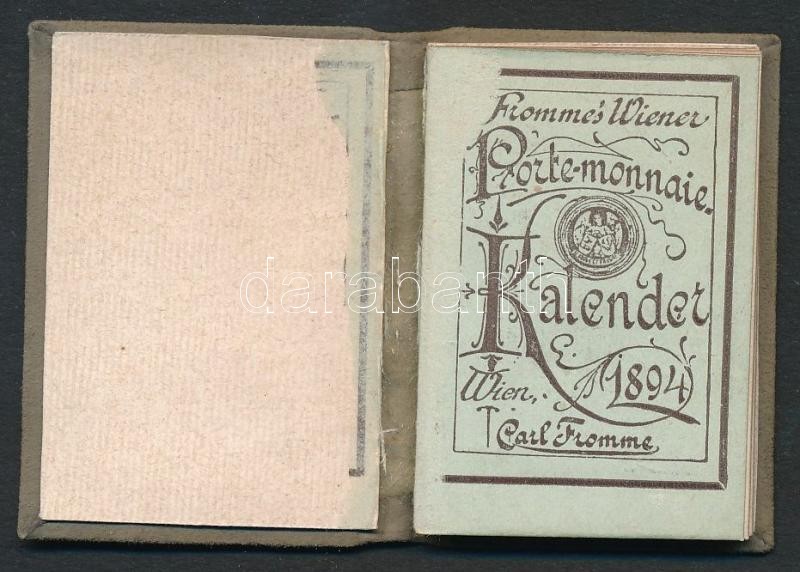 Fromme's Wiener
Porte-monnaie-
Kalender
1894
Wien,
Carl Fromme
darabanth